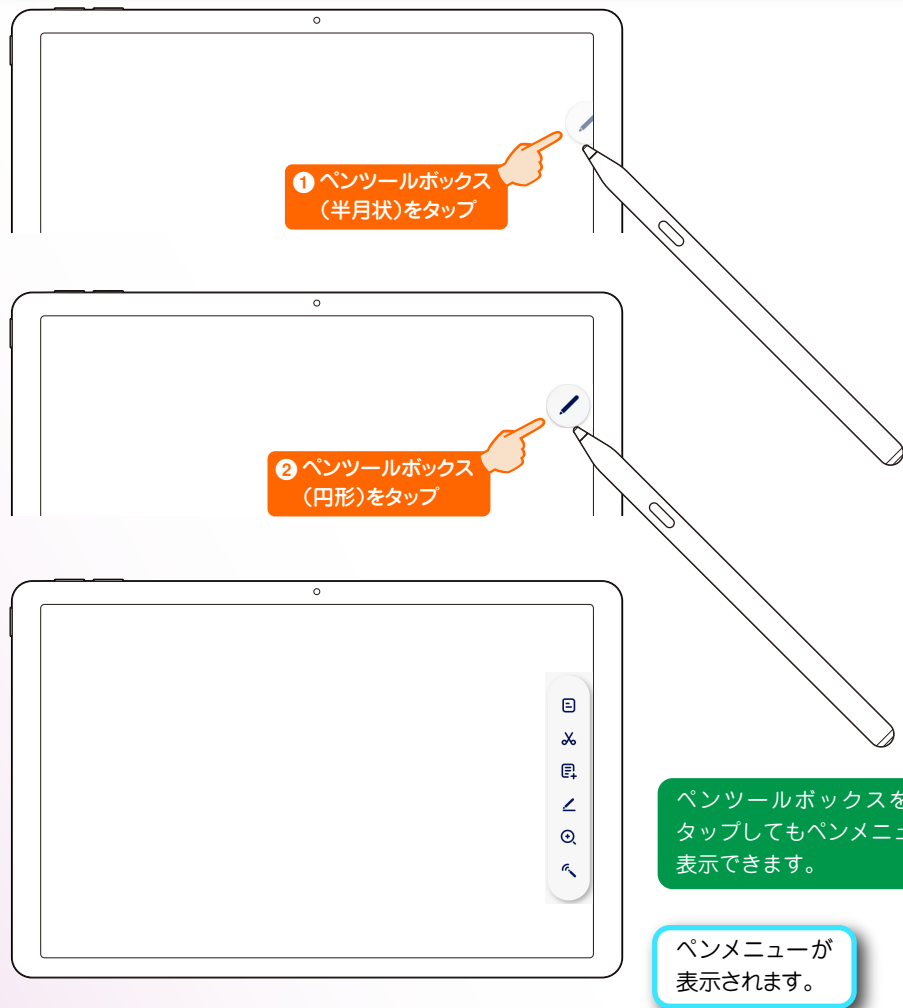 ① ペンツールボックス
（半月状）をタップ
② ペンツールボックス
（円形）をタップ
ペンツールボックスを
タップしてもペンメニュ
表示できます。
ペンメニューが
表示されます。